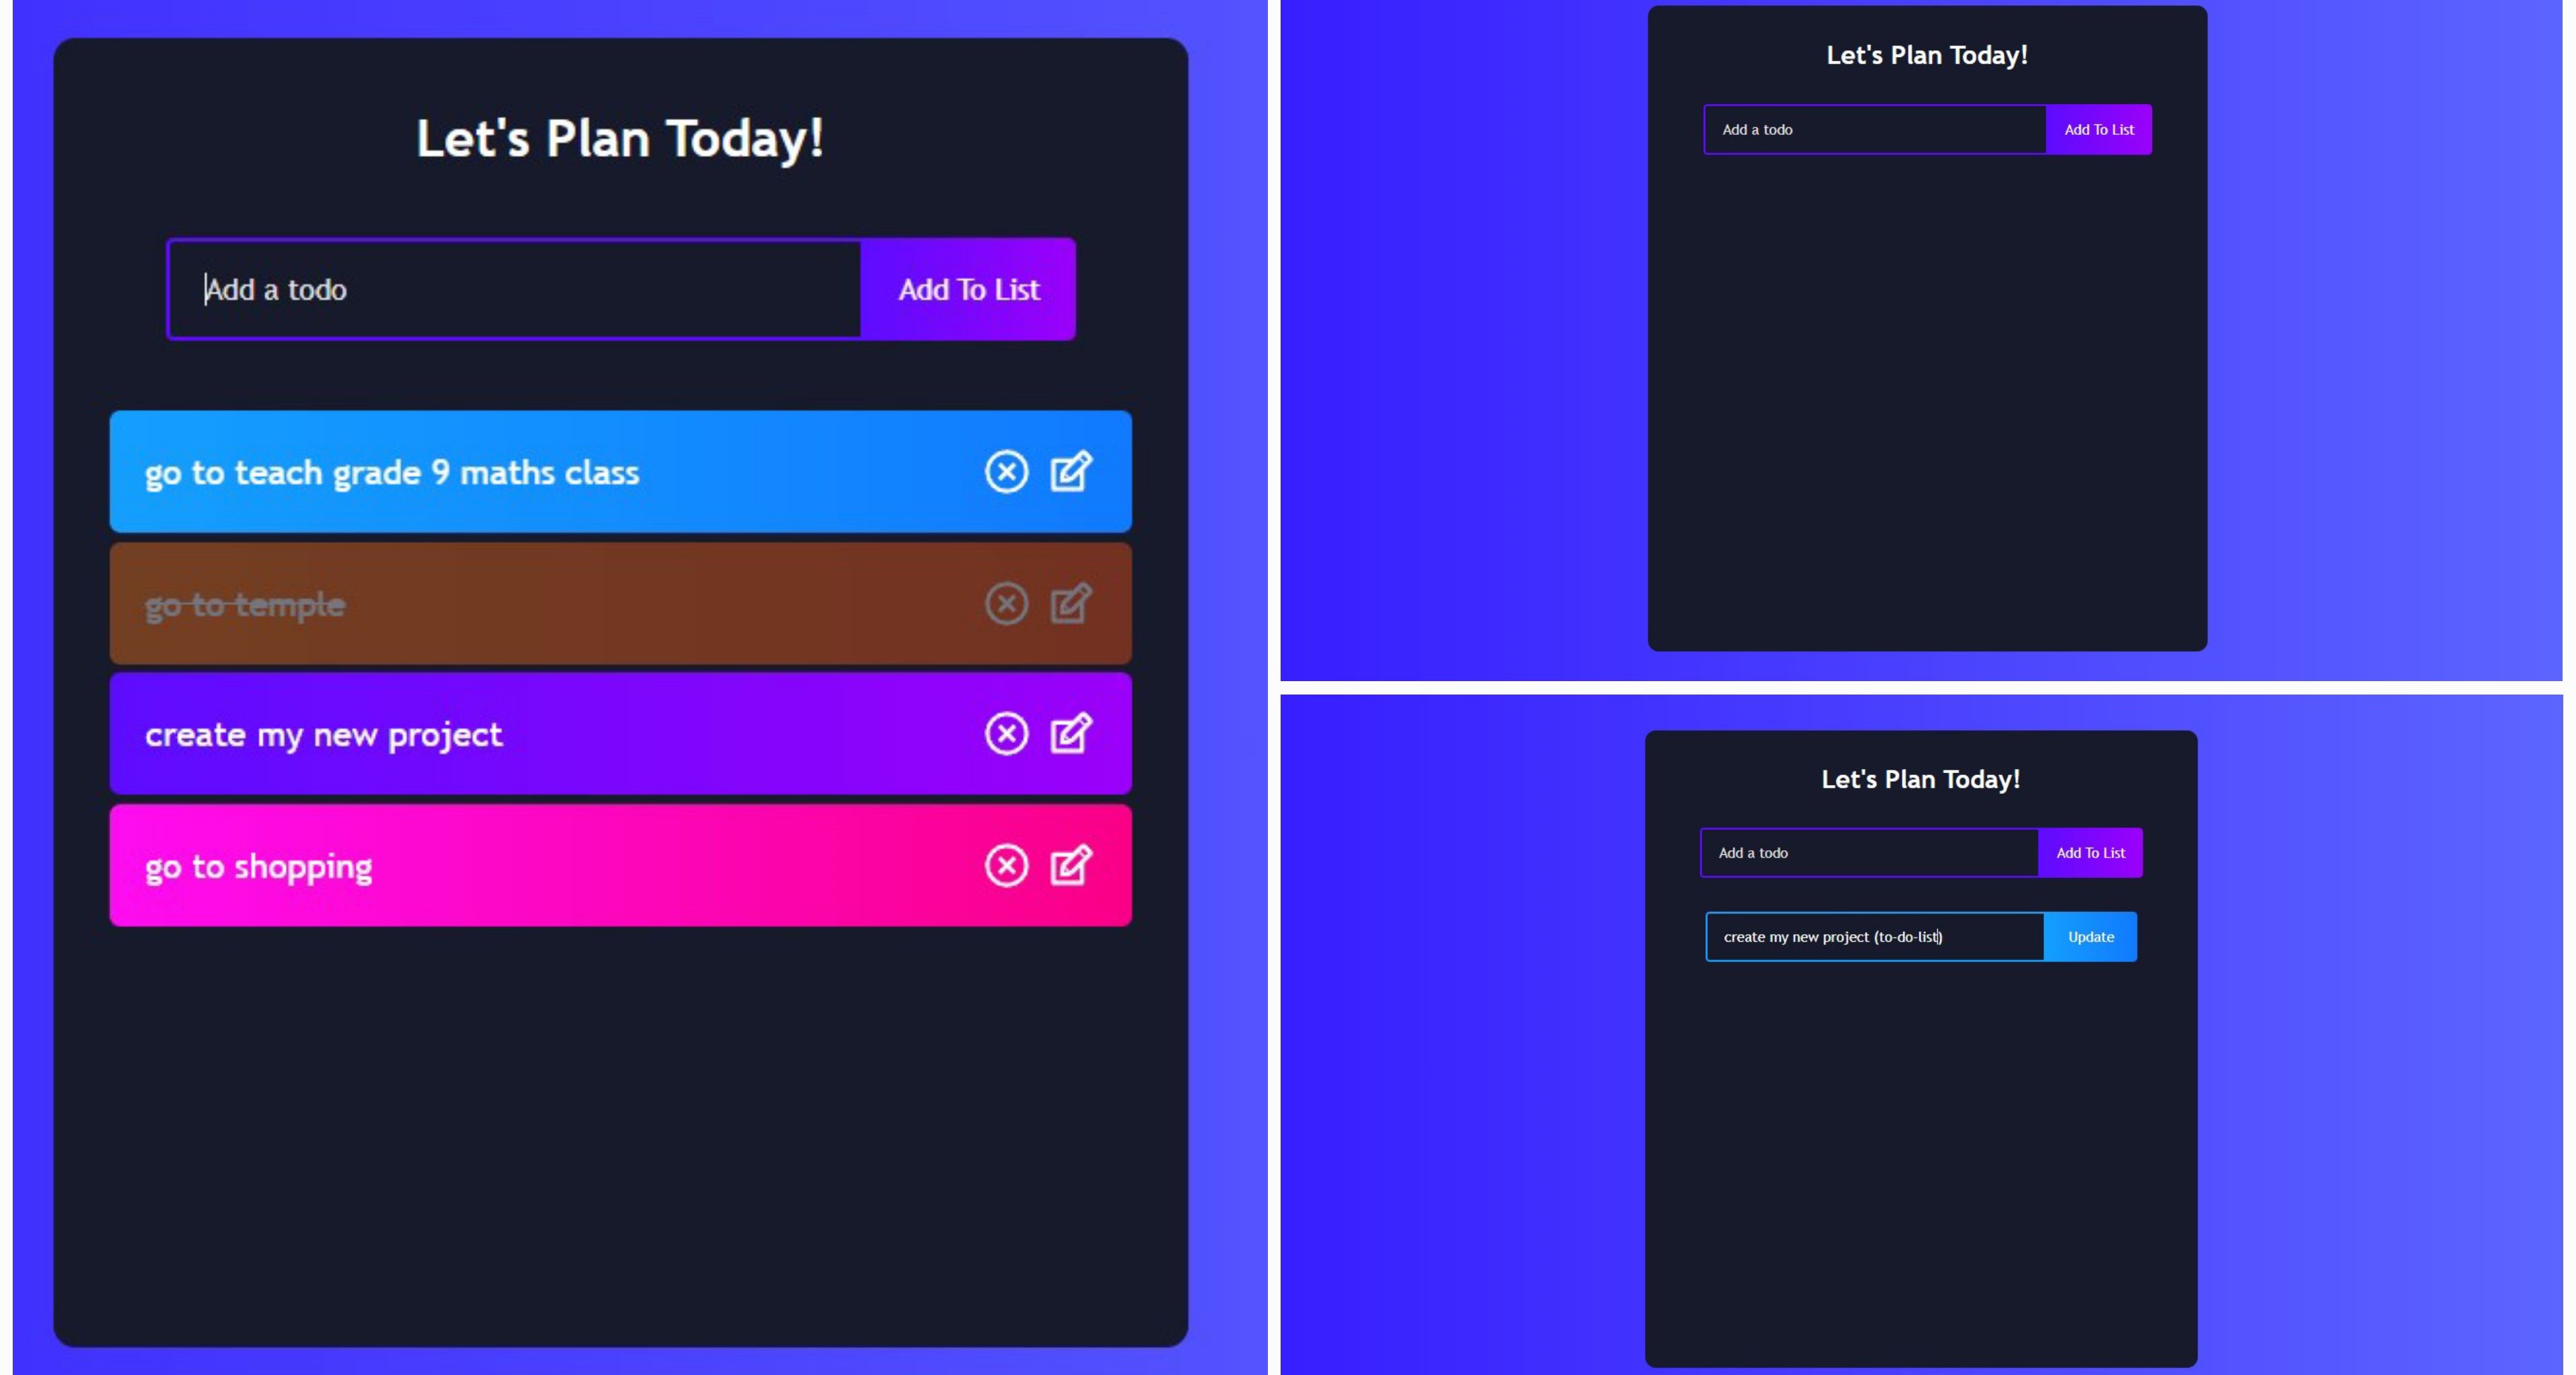 Let's Plan Today!
Add a todo
Add To List
go to teach grade 9 maths class
go to temple
create my new project
go to shopping
Let's Plan Today!
Add a todo
Add To List
Let's Plan Today!
Add a todo
Add To List
create my new project (to-do-list)
Update